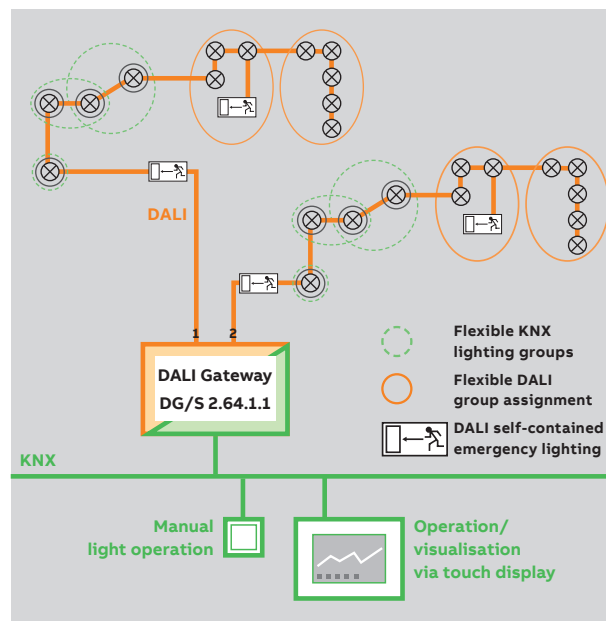 DALI
1 2
Flexible KNX
lighting groups
Flexible DALI
group assignment
DALI self-contained
emergency lighting
DALI Gateway
DG/S 2.64.1.1
KNX
Manual
light operation
Operation/
visualisation
via touch display